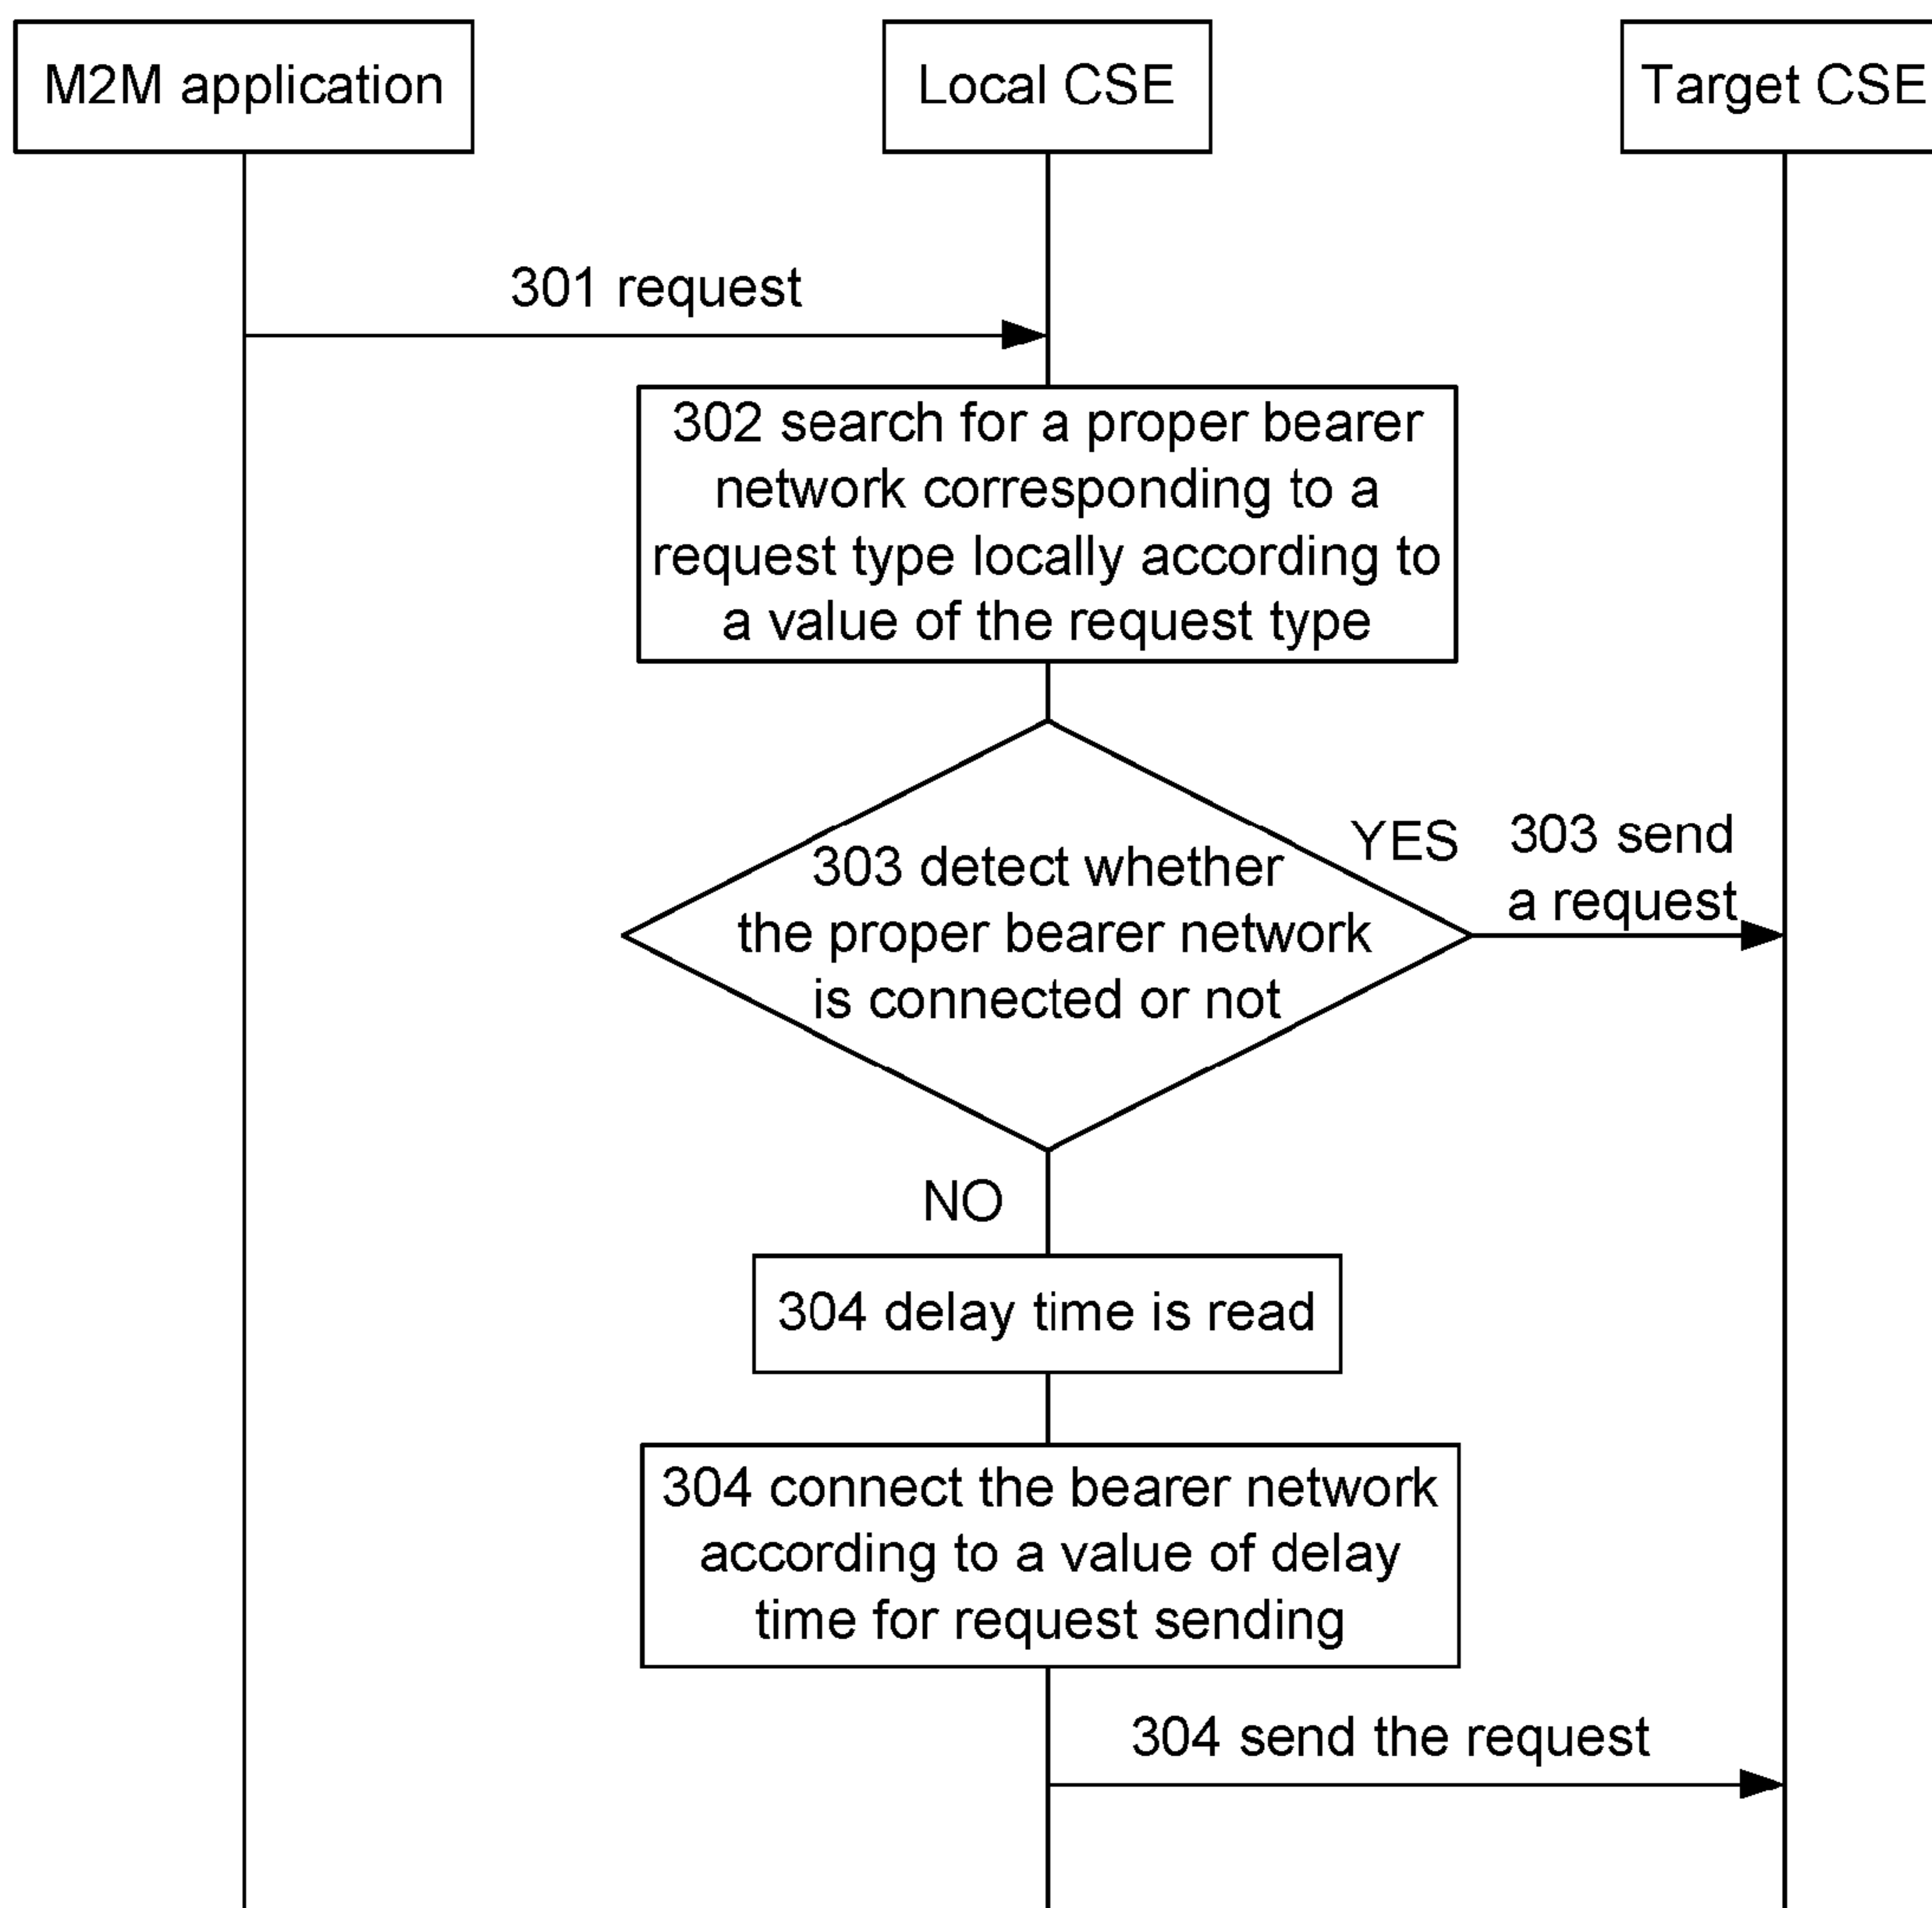 M2M application
Local CSE
Target CSE
301 request
302 search for a proper bearer
network corresponding to a
request type locally according to
a value of the request type
303 detect whether
the proper bearer network
is connected or not
YES
303 send
a request
NO
304 delay time is read
304 connect the bearer network
according to a value of delay
time for request sending
304 send the request